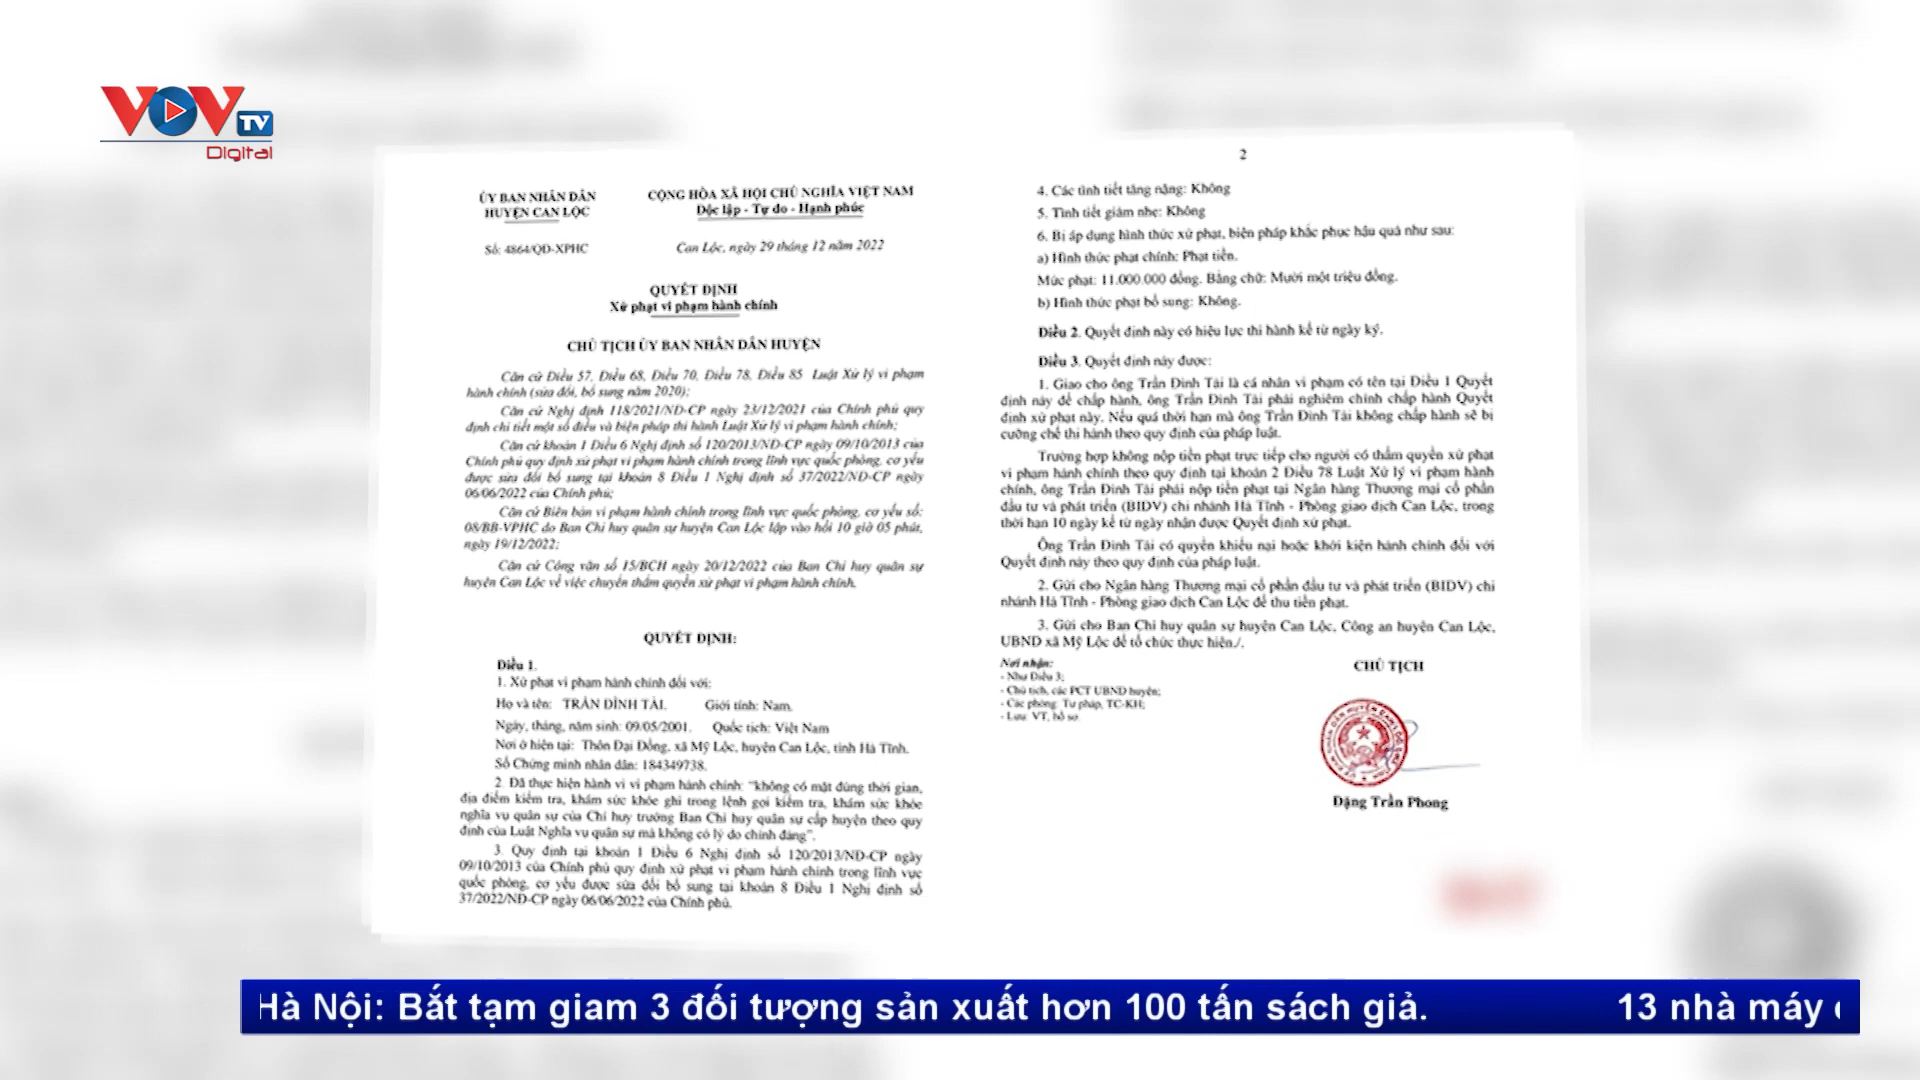 VOV TV
Digital
ỦY BAN NHÂN DÂN
HUYỆN CAN LỘC
Số: 4864/QĐ-XPHC
CỘNG HÒA XÃ HỘI CHỦ NGHĨA VIỆT NAM
Độc lập - Tự do - Hạnh phúc
Can Lộc, ngày 29 tháng 12 năm 2022
QUYẾT ĐỊNH
Xử phạt vi phạm hành chính
CHỦ TỊCH ỦY BAN NHÂN DÂN HUYỆN
Căn cứ Điều 57, Điều 68, Điều 70, Điều 78, Điều 85 Luật Xử lý vi phạm
hành chính (sửa đổi, bổ sung năm 2020);
Căn cứ Nghị định 118/2021/NĐ-CP ngày 23/12/2021 của Chính phủ quy
định chi tiết một số điều và biện pháp thi hành Luật Xử lý vi phạm hành chính;
Căn cứ khoản 1 Điều 6 Nghị định số 120/2013/NĐ-CP ngày 09/10/2013 của
Chính phủ quy định xử phạt vi phạm hành chính trong lĩnh vực quốc phòng, cơ yếu
được sửa đổi bổ sung tại khoản 8 Điều 1 Nghị định số 37/2022/NĐ-CP ngày
06/06/2022 của Chính phủ;
Căn cứ Biên bản vi phạm hành chính trong lĩnh vực quốc phòng, cơ yếu số:
08/BB-VPHC do Ban Chỉ huy quân sự huyện Can Lộc lập vào hồi 10 giờ 05 phút,
ngày 19/12/2022;
Căn cứ Công văn số 15/BCH ngày 20/12/2022 của Ban Chỉ huy quân sự
huyện Can Lộc về việc chuyển thẩm quyền xử phạt vi phạm hành chính.
QUYẾT ĐỊNH:
Điều 1.
1. Xử phạt vi phạm hành chính đối với:
Họ và tên: TRẦN ĐÌNH TÀI. Giới tính: Nam.
Ngày, tháng, năm sinh: 09/05/2001. Quốc tịch: Việt Nam
Nơi ở hiện tại: Thôn Đại Đồng, xã Mỹ Lộc, huyện Can Lộc, tỉnh Hà Tĩnh.
Số Chứng minh nhân dân: 184349738.
2. Đã thực hiện hành vi vi phạm hành chính: "không có mặt đúng thời gian,
địa điểm kiểm tra, khám sức khỏe ghi trong lệnh gọi kiểm tra, khám sức khỏe
nghĩa vụ quân sự của Chỉ huy trưởng Ban Chỉ huy quân sự cấp huyện theo quy
định của Luật Nghĩa vụ quân sự mà không có lý do chính đáng".
3. Quy định tại khoản 1 Điều 6 Nghị định số 120/2013/NĐ-CP ngày
09/10/2013 của Chính phủ quy định xử phạt vi phạm hành chính trong lĩnh vực
quốc phòng, cơ yếu được sửa đổi bổ sung tại khoản 8 Điều 1 Nghị định số
37/2022/NĐ-CP ngày 06/06/2022 của Chính phủ.
2
4. Các tình tiết tăng nặng: Không
5. Tình tiết giảm nhẹ: Không
6. Bị áp dụng hình thức xử phạt, biện pháp khắc phục hậu quả như sau:
a) Hình thức phạt chính: Phạt tiền.
Mức phạt: 11.000.000 đồng. Bằng chữ: Mười một triệu đồng.
b) Hình thức phạt bổ sung: Không.
Điều 2. Quyết định này có hiệu lực thi hành kể từ ngày ký.
Điều 3. Quyết định này được:
1. Giao cho ông Trần Đình Tài là cá nhân vi phạm có tên tại Điều 1 Quyết
định này để chấp hành, ông Trần Đình Tài phải nghiêm chỉnh chấp hành Quyết
định xử phạt này. Nếu quá thời hạn mà ông Trần Đình Tài không chấp hành sẽ bị
cưỡng chế thi hành theo quy định của pháp luật.
Trường hợp không nộp tiền phạt trực tiếp cho người có thẩm quyền xử phạt
vi phạm hành chính theo quy định tại khoản 2 Điều 78 Luật Xử lý vi phạm hành
chính, ông Trần Đình Tài phải nộp tiền phạt tại Ngân hàng Thương mại cổ phần
đầu tư và phát triển (BIDV) chi nhánh Hà Tĩnh - Phòng giao dịch Can Lộc, trong
thời hạn 10 ngày kể từ ngày nhận được Quyết định xử phạt.
Ông Trần Đình Tài có quyền khiếu nại hoặc khởi kiện hành chính đối với
Quyết định này theo quy định của pháp luật.
2. Gửi cho Ngân hàng Thương mại cổ phần đầu tư và phát triển (BIDV) chi
nhánh Hà Tĩnh - Phòng giao dịch Can Lộc để thu tiền phạt.
3. Gửi cho Ban Chỉ huy quân sự huyện Can Lộc, Công an huyện Can Lộc,
UBND xã Mỹ Lộc để tổ chức thực hiện./.
Nơi nhận:
- Như Điều 3;
- Chủ tịch, các PCT UBND huyện;
- Các phòng: Tư pháp, TC-KH;
- Lưu: VT, hồ sơ
CHỦ TỊCH
Đặng Trần Phong
Hà Nội: Bắt tạm giam 3 đối tượng sản xuất hơn 100 tấn sách giả. 13 nhà máy